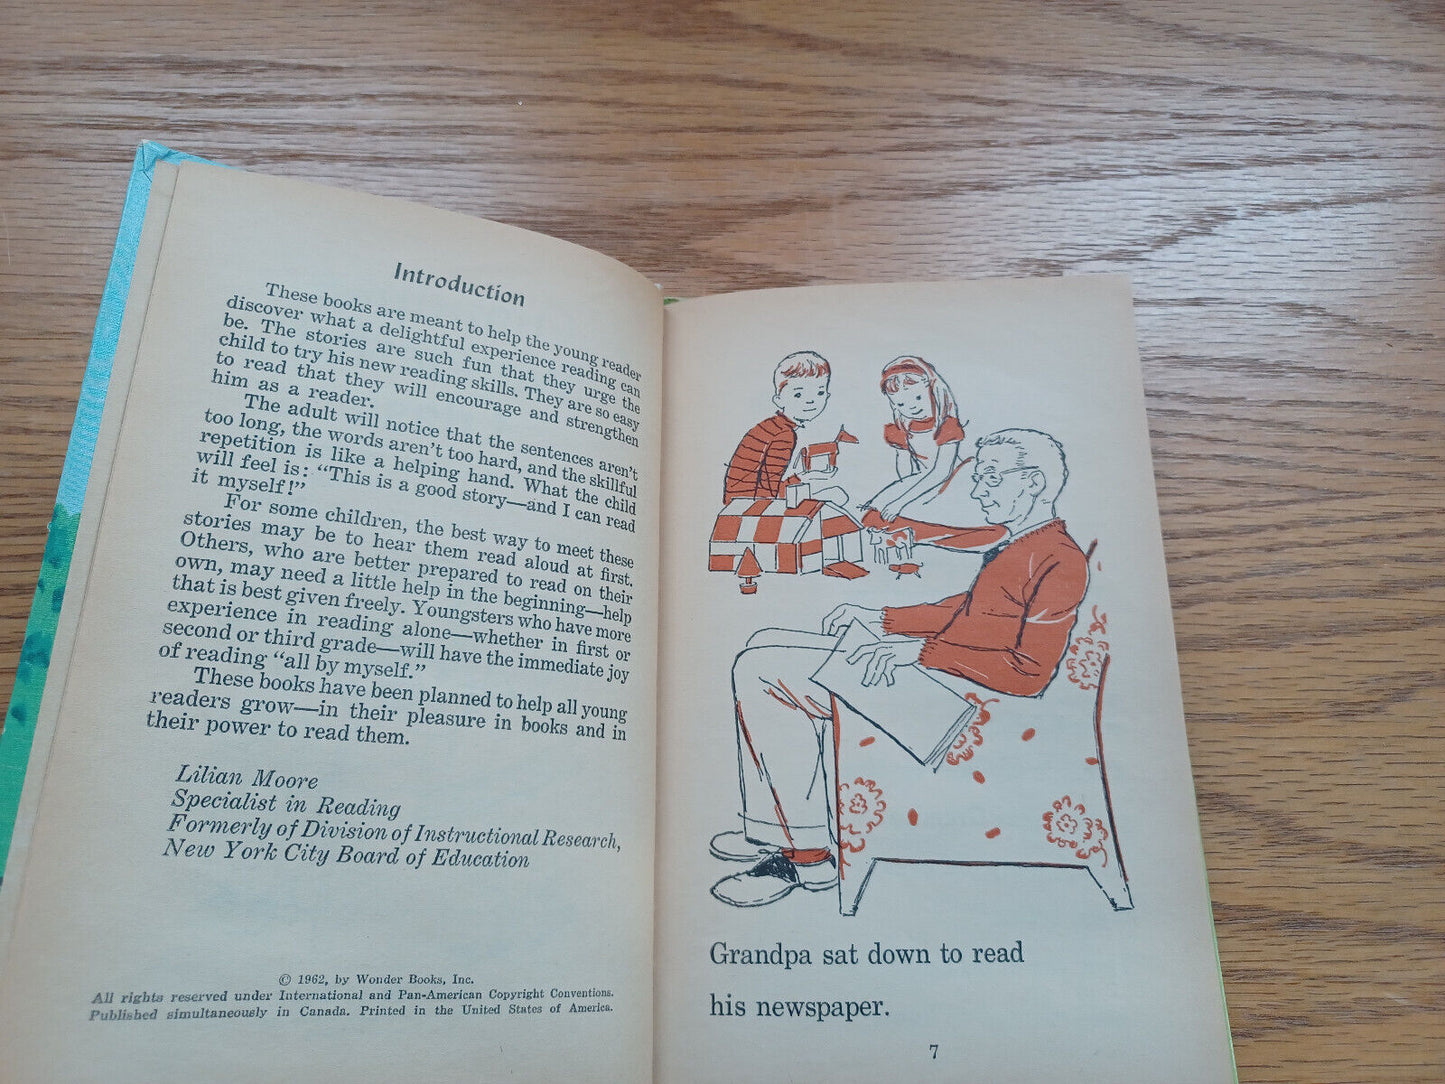 Introduction
These books are meant to help the young reader
discover what a delightful experience reading can
be. The stories are such fun that they urge the
child to try his new reading skills. They are so easy
to read that they will encourage and strengthen
him as a reader.
The adult will notice that the sentences aren't
too long, the words aren't too hard, and the skillful
repetition is like a helping hand. What the child
will feel is: "This is a good story—and I can read
it myself!"
For some children, the best way to meet these
stories may be to hear them read aloud at first.
Others, who are better prepared to read on their
own, may need a little help in the beginning—help
that is best given freely. Youngsters who have more
experience in reading alone—whether in first or
second or third grade—will have the immediate joy
of reading "all by myself."
These books have been planned to help all young
readers grow—in their pleasure in books and in
their power to read them.
Lilian Moore
Specialist in Reading
Formerly of Division of Instructional Research,
New York City Board of Education
© 1962, by Wonder Books, Inc.
All rights reserved under International and Pan-American Copyright Conventions.
Published simultaneously in Canada. Printed in the United States of America.
Grandpa sat down to read
his newspaper.
7